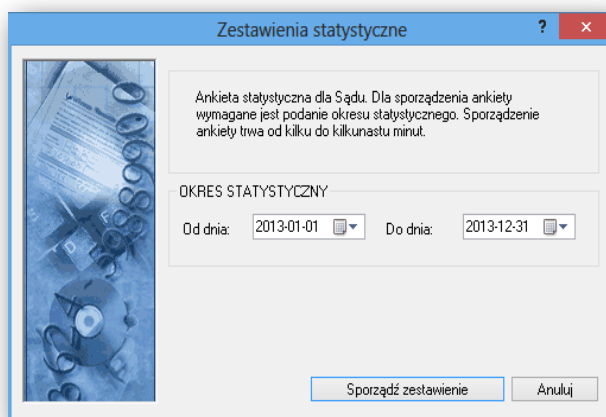 Zestawienia statystyczne
?
×
Ankieta statystyczna dla Sądu. Dla sporządzenia ankiety
wymagane jest podanie okresu statystycznego. Sporządzenie
ankiety trwa od kilku do kilkunastu minut.
OKRES STATYSTYCZNY
Od dnia: 2013-01-01 Do dnia: 2013-12-31
Sporządź zestawienie Anuluj